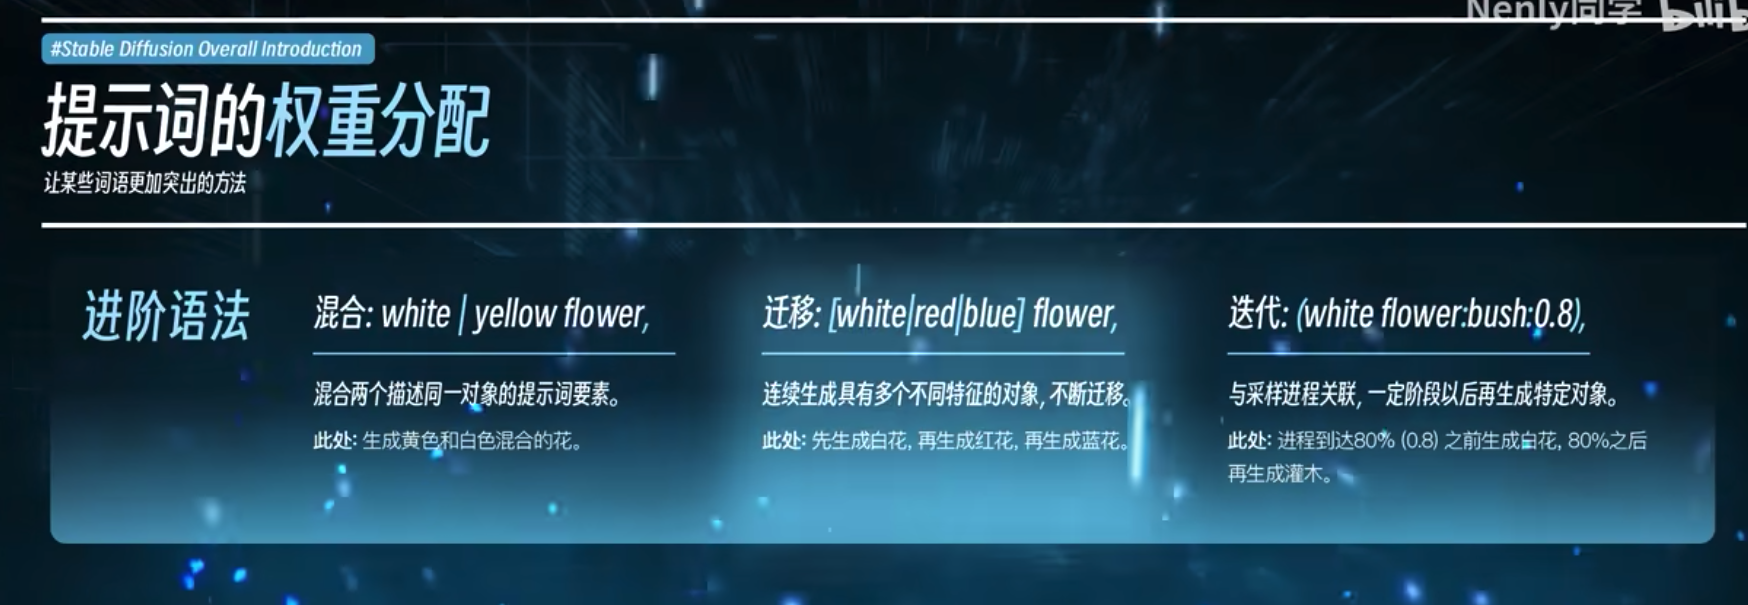 Nenly同学 bilib
#Stable Diffusion Overall Introduction
提示词的权重分配
让某些词语更加突出的方法
进阶语法
混合: white | yellow flower,
混合两个描述同一对象的提示词要素。
此处: 生成黄色和白色混合的花。
迁移: [white|red|blue] flower,
连续生成具有多个不同特征的对象, 不断迁移。
此处: 先生成白花, 再生成红花, 再生成蓝花。
迭代: (white flower:bush:0.8),
与采样进程关联, 一定阶段以后再生成特定对象。
此处: 进程到达80% (0.8) 之前生成白花, 80%之后
再生成灌木。